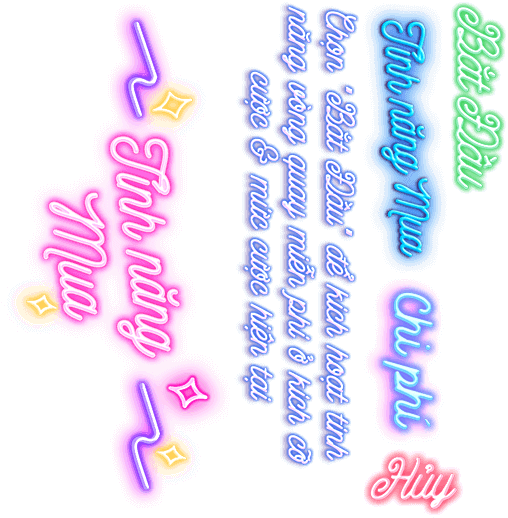 Bắt Đầu
Tính năng Mua
Chi phí
Hủy
Chọn "Bắt Đầu" để kích hoạt tính
năng vòng quay miễn phí ở kích cỡ
cược & mức cược hiện tại
Tính năng
Mua